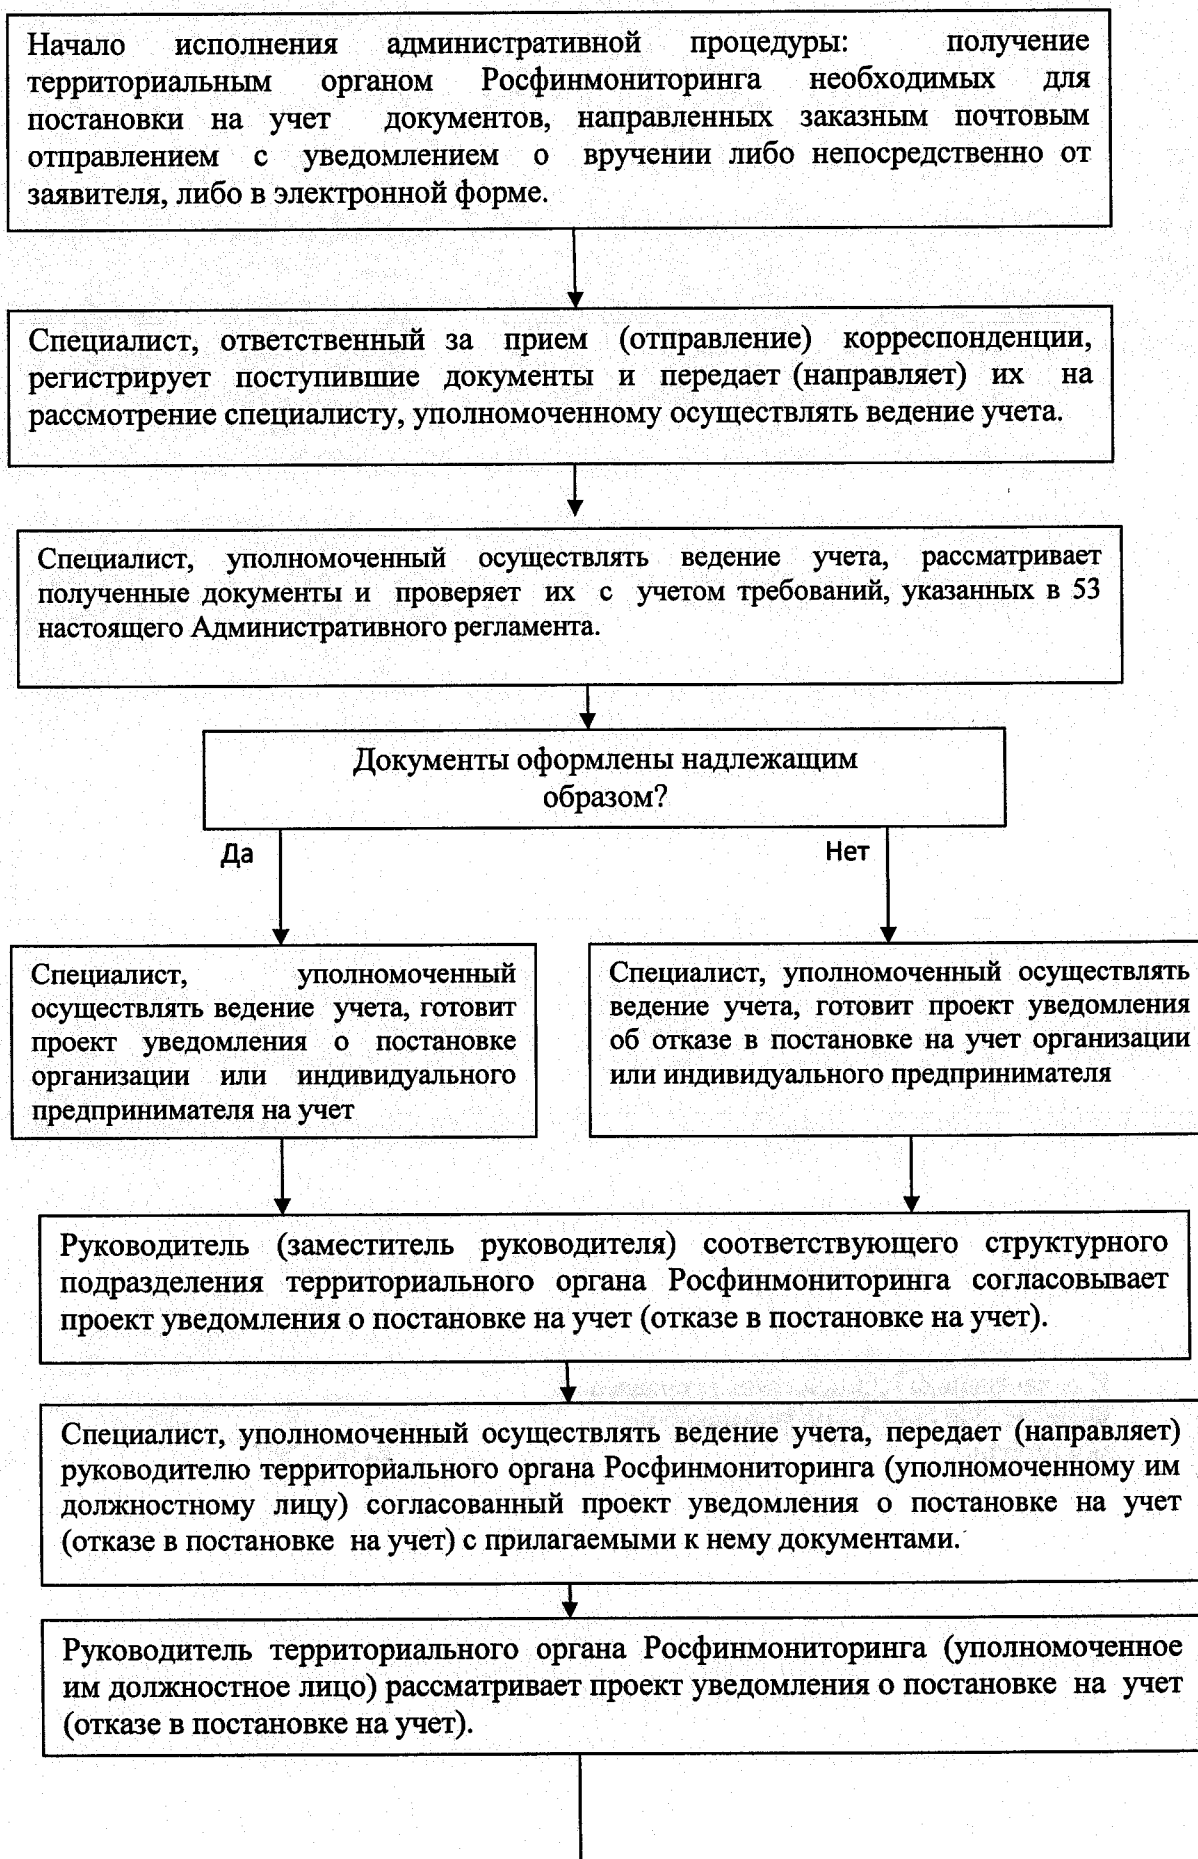 Начало исполнения административной процедуры: получение
территориальным органом Росфинмониторинга необходимых для
постановки на учет документов, направленных заказным почтовым
отправлением с уведомлением о вручении либо непосредственно от
заявителя, либо в электронной форме.
Специалист, ответственный за прием (отправление) корреспонденции,
регистрирует поступившие документы и передает (направляет) их на
рассмотрение специалисту, уполномоченному осуществлять ведение учета.
Специалист, уполномоченный осуществлять ведение учета, рассматривает
полученные документы и проверяет их с учетом требований, указанных в 53
настоящего Административного регламента.
Документы оформлены надлежащим
образом?
Да
Нет
Специалист, уполномоченный
осуществлять ведение учета, готовит
проект уведомления о постановке
организации или индивидуального
предпринимателя на учет
Специалист, уполномоченный осуществлять
ведение учета, готовит проект уведомления
об отказе в постановке на учет организации
или индивидуального предпринимателя
Руководитель (заместитель руководителя) соответствующего структурного
подразделения территориального органа Росфинмониторинга согласовывает
проект уведомления о постановке на учет (отказе в постановке на учет).
Специалист, уполномоченный осуществлять ведение учета, передает (направляет)
руководителю территориального органа Росфинмониторинга (уполномоченному им
должностному лицу) согласованный проект уведомления о постановке на учет
(отказе в постановке на учет) с прилагаемыми к нему документами.
Руководитель территориального органа Росфинмониторинга (уполномоченное
им должностное лицо) рассматривает проект уведомления о постановке на учет
(отказе в постановке на учет).